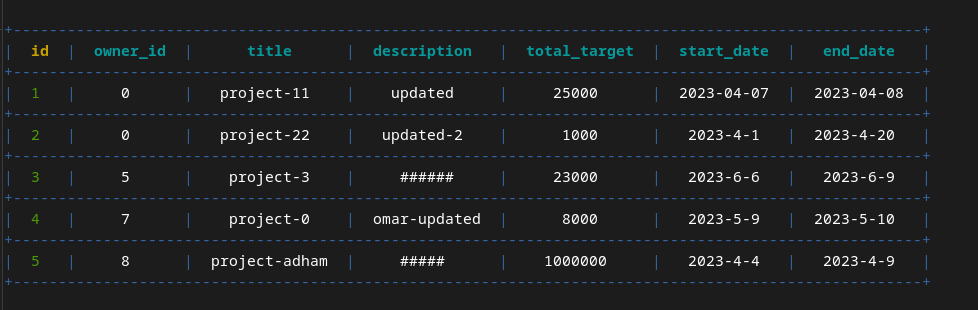 +-----------------------------------------------------------------------------------------------------+
|  id  |  owner_id  |      title      |  description   |  total_target  |  start_date  |   end_date   |
+-----------------------------------------------------------------------------------------------------+
|  1   |     0      |   project-11    |    updated     |     25000      |  2023-04-07  |  2023-04-08  |
+-----------------------------------------------------------------------------------------------------+
|  2   |     0      |   project-22    |   updated-2    |      1000      |   2023-4-1   |  2023-4-20   |
+-----------------------------------------------------------------------------------------------------+
|  3   |     5      |    project-3    |     ######     |     23000      |   2023-6-6   |   2023-6-9   |
+-----------------------------------------------------------------------------------------------------+
|  4   |     7      |    project-0    |  omar-updated  |      8000      |   2023-5-9   |  2023-5-10   |
+-----------------------------------------------------------------------------------------------------+
|  5   |     8      |  project-adham  |     #####      |    1000000     |   2023-4-4   |   2023-4-9   |
+-----------------------------------------------------------------------------------------------------+